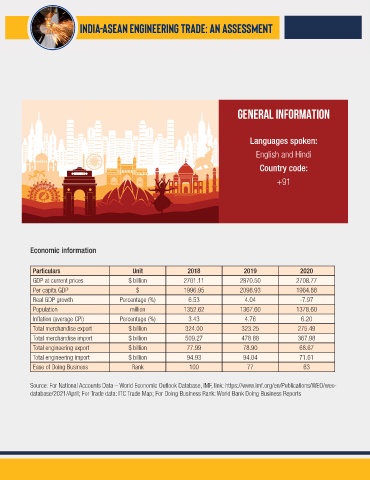 INDIA-ASEAN ENGINEERING TRADE: AN ASSESSMENT
GENERAL INFORMATION
Languages spoken:
English and Hindi
Country code:
+91
Economic information
Particulars Unit 2018 2019 2020
GDP at current prices $ billion 2701.11 2870.50 2708.77
Per capita GDP $ 1996.95 2098.93 1964.88
Real GDP growth Percentage (%) 6.53 4.04 -7.97
Population million 1352.62 1367.60 1378.60
Inflation (average CPI) Percentage (%) 3.43 4.76 6.20
Total merchandise export $ billion 324.00 323.25 275.49
Total merchandise import $ billion 509.27 478.88 367.98
Total engineering export $ billion 77.99 78.90 68.67
Total engineering import $ billion 94.93 94.04 71.61
Ease of Doing Business Rank 100 77 63
Source: For National Accounts Data – World Economic Outlook Database, IMF, link: https://www.imf.org/en/Publications/WEO/weo-
database/2021/April; For Trade data: ITC Trade Map; For Doing Business Rank: World Bank Doing Business Reports